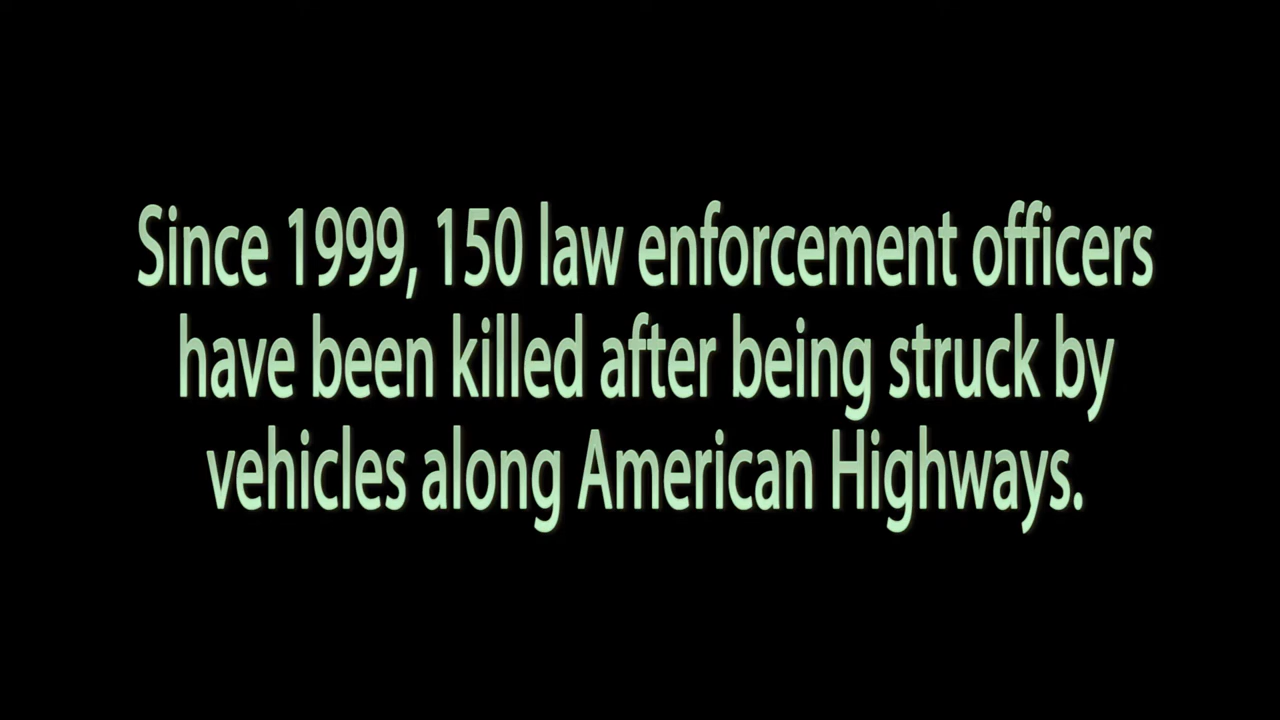 Since 1999, 150 law enforcement officers
have been killed after being struck by
vehicles along American Highways.